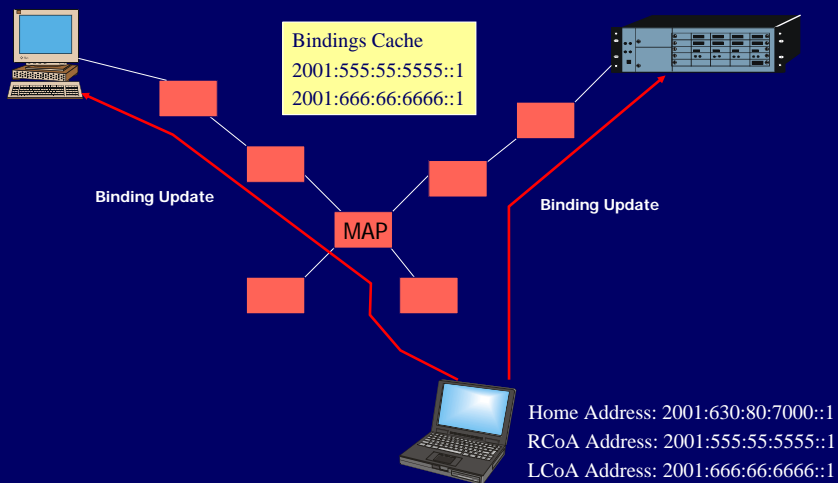 Bindings Cache
2001:555:55:5555::1
2001:666:66:6666::1
Binding Update
Binding Update
MAP
Home Address: 2001:630:80:7000::1
RCoA Address: 2001:555:55:5555::1
LCoA Address: 2001:666:66:6666::1